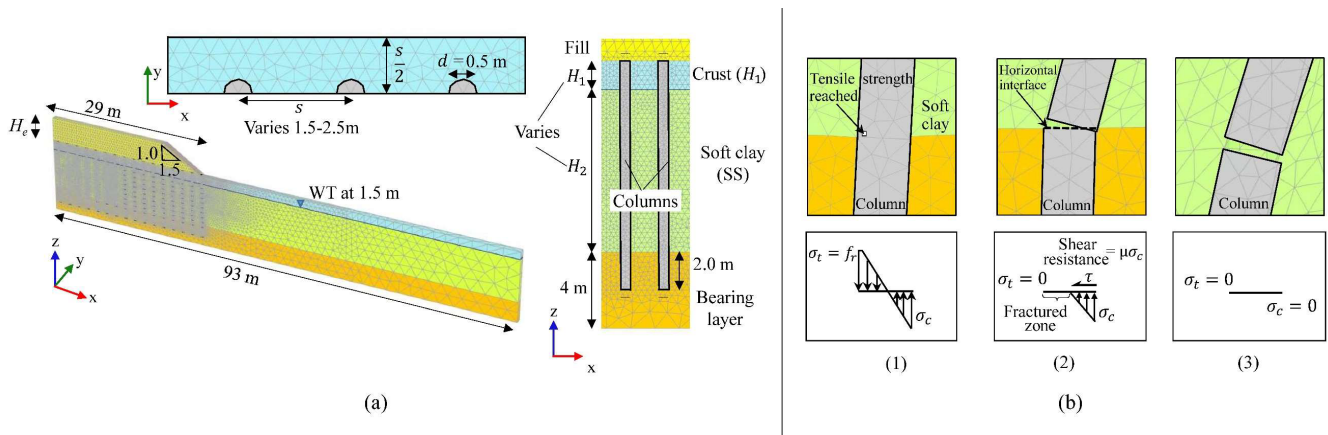 (a)
s
2
d = 0.5 m
s
Varies 1.5-2.5m
y
x
29 m
H_e
1.0
1.5
WT at 1.5 m
93 m
z
y
x
Fill
H_1
Crust (H_1)
Varies
H_2
Soft clay
(SS)
Columns
2.0 m
4 m
Bearing
layer
z
x
(a)
Tensile strength
reached
Soft
clay
Column
Horizontal
interface
Column
Column
σ_t = f_r
σ_c
Shear
resistance = μσ_c
σ_t = 0
τ
Fractured
zone
σ_c
σ_t = 0
σ_c = 0
(1)
(2)
(3)
(b)